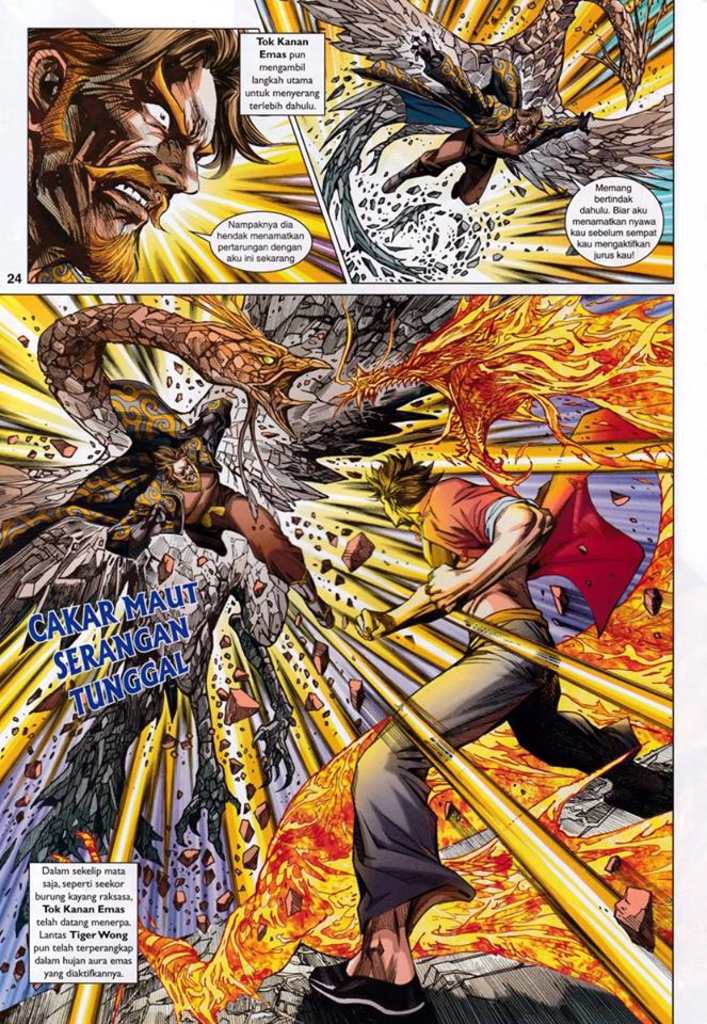 Tok Kanan
Emas pun
mengambil
langkah utama
untuk menyerang
terlebih dahulu.
Nampaknya dia
hendak menamatkan
pertarungan dengan
aku ini sekarang
Memang
bertindak
dahulu. Biar aku
menamatkan nyawa
kau sebelum sempat
kau mengaktifkan
jurus kau!
24
CAKAR MAUT
SERANGAN
TUNGGAL
Dalam sekelip mata
saja, seperti seekor
burung kayang raksasa,
Tok Kanan Emas
telah datang menerpa.
Lantas Tiger Wong
pun telah terperangkap
dalam hujan aura emas
yang diaktifkannya.